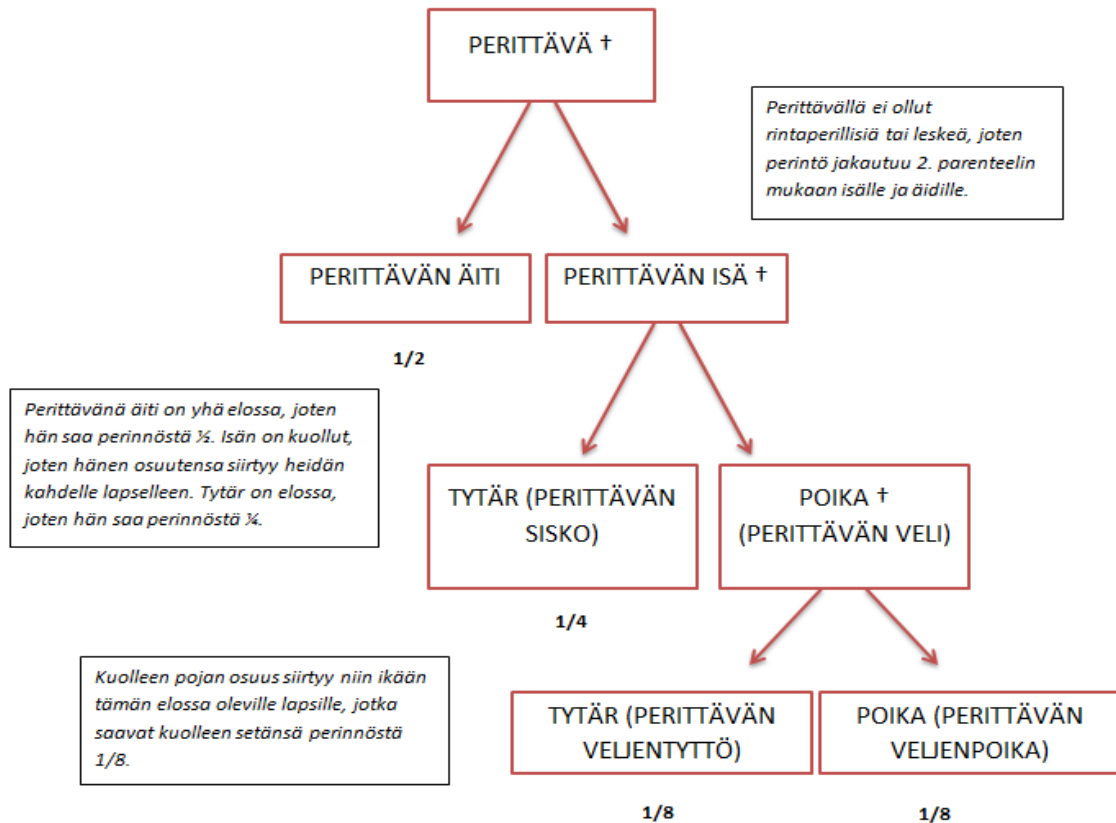 PERITTÄVÄ †
Perittävällä ei ollut
rintaperillisiä tai leskeä, joten
perintö jakautuu 2. parenteelin
mukaan isälle ja äidille.
PERITTÄVÄN ÄITI
PERITTÄVÄN ISÄ †
1/2
Perittävänä äiti on yhä elossa, joten
hän saa perinnöstä ½. Isän on kuollut,
joten hänen osuutensa siirtyy heidän
kahdelle lapselleen. Tytär on elossa,
joten hän saa perinnöstä ¼.
TYTÄR (PERITTÄVÄN
SISKO)
POIKA †
(PERITTÄVÄN VELI)
1/4
Kuolleen pojan osuus siirtyy niin ikään
tämän elossa oleville lapsille, jotka
saavat kuolleen setänsä perinnöstä
1/8.
TYTÄR (PERITTÄVÄN
VELJENTYTTÖ)
POIKA (PERITTÄVÄN
VELJENPOIKA)
1/8
1/8